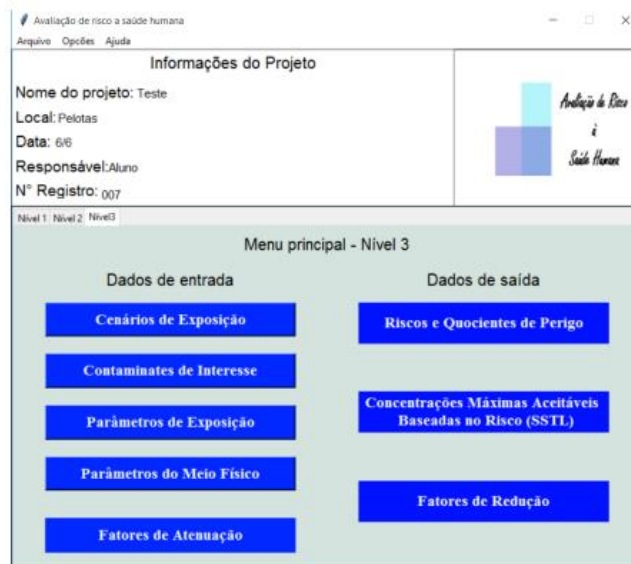 Avaliação de risco a saúde humana
Arquivo Opções Ajuda
Informações do Projeto
Nome do projeto: Teste
Local: Pelotas
Data: 6/6
Responsável:Aluno
N° Registro: 007
Avaliação de Risco
à
Saúde Humana
Nível 1 Nível 2 Nível3
Menu principal - Nível 3
Dados de entrada
Cenários de Exposição
Contaminates de Interesse
Parâmetros de Exposição
Parâmetros do Meio Físico
Fatores de Atenuação
Dados de saída
Riscos e Quocientes de Perigo
Concentrações Máximas Aceitáveis
Baseadas no Risco (SSTL)
Fatores de Redução